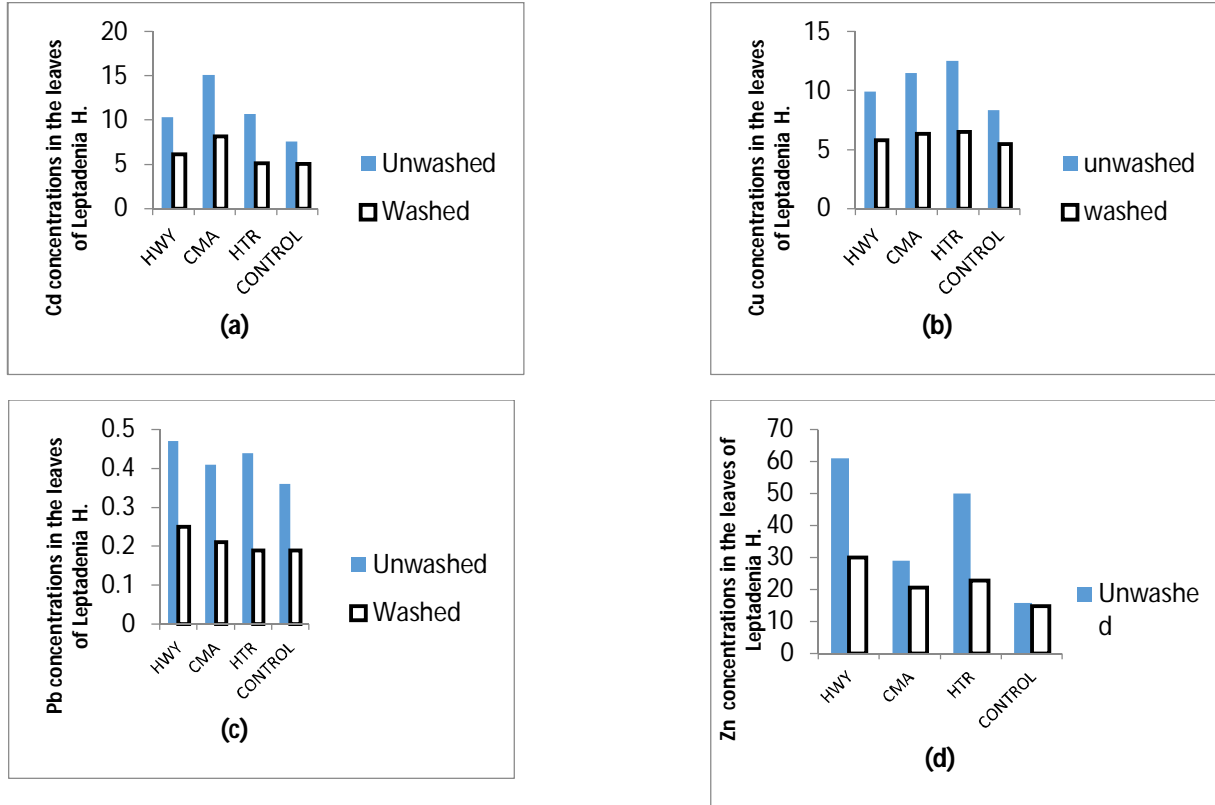 Cd concentrations in the leaves
of Leptadenia H.
20
15
10
5
0
HWY
CMA
HTR
CONTROL
Unwashed
Washed
(a)
Cu concentrations in the leaves
of Leptadenia H.
15
10
5
0
HWY
CMA
HTR
CONTROL
unwashed
washed
(b)
Pb concentrations in the leaves
of Leptadenia H.
0.5
0.4
0.3
0.2
0.1
0
HWY
CMA
HTR
CONTROL
Unwashed
Washed
(c)
Zn concentrations in the leaves of
Leptadenia H.
70
60
50
40
30
20
10
0
HWY
CMA
HTR
CONTROL
Unwashe
d
(d)